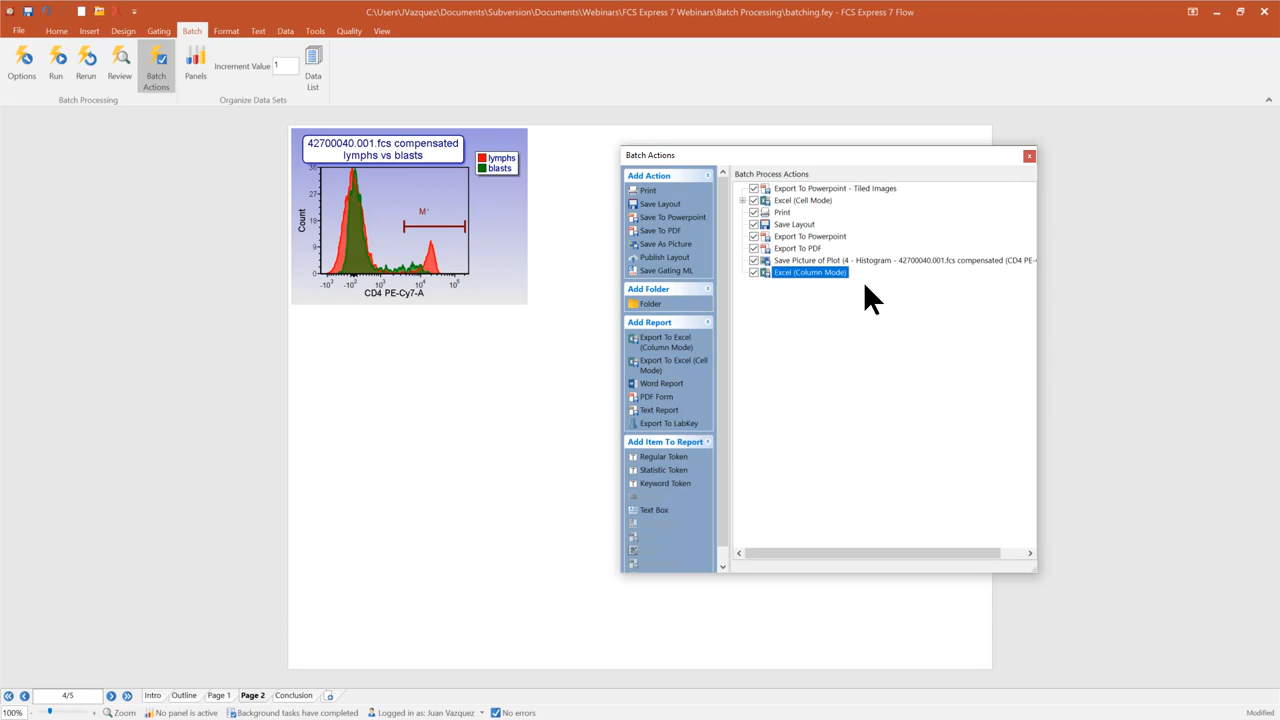 C:\Users\JVazquez\Documents\Subversion\Documents\Webinars\FCS Express 7 Webinars\Batch Processing\batching.fey - FCS Express 7 Flow
File Home Insert Design Gating Batch Format Text Data Tools Quality View
Options Run Rerun Review Batch Actions Panels Increment Value 1 Data List
Batch Processing Organize Data Sets
42700040.001.fcs compensated
lymphs vs blasts
lymphs
blasts
Count
27
18
9
0
M
-10³ -10² 10⁴ 10⁵
CD4 PE-Cy7-A
Batch Actions x
Add Action
Print
Save Layout
Save To Powerpoint
Save To PDF
Save As Picture
Publish Layout
Save Gating ML
Add Folder
Folder
Add Report
Export To Excel
(Column Mode)
Export To Excel (Cell
Mode)
Word Report
PDF Form
Text Report
Export To LabKey
Add Item To Report
Regular Token
Statistic Token
Keyword Token
Text Box
Batch Process Actions
Export To Powerpoint - Tiled Images
Excel (Cell Mode)
Print
Save Layout
Export To Powerpoint
Export To PDF
Save Picture of Plot (4 - Histogram - 42700040.001.fcs compensated (CD4 PE-
Excel (Column Mode)
4/5 Intro Outline Page 1 Page 2 Conclusion
100% - + Zoom No panel is active Background tasks have completed Logged in as: Juan Vazquez No errors Modified